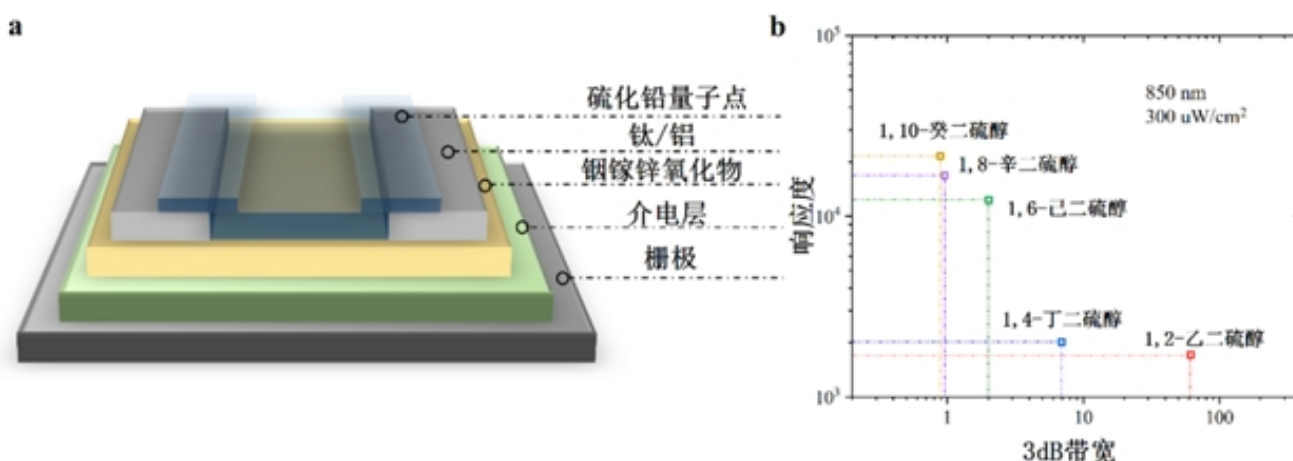 a
硫化铅量子点
钛/铝
铟镓锌氧化物
介电层
栅极
b
10⁵
850 nm
300 uW/cm²
1,10-癸二硫醇
1,8-辛二硫醇
1,6-己二硫醇
10⁴
响应度
1,4-丁二硫醇
1,2-乙二硫醇
10³
1
10
100
3dB带宽